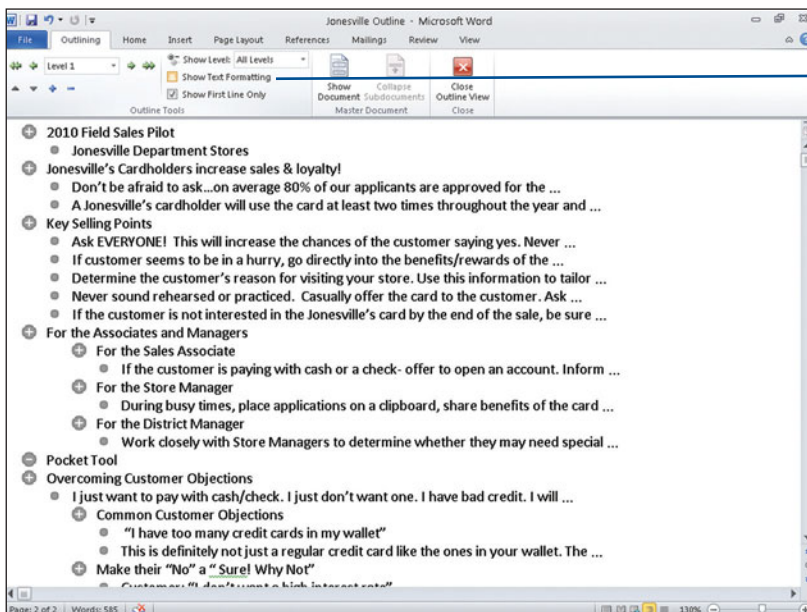 Jonesville Outline - Microsoft Word
File Outlining Home Insert Page Layout References Mailings Review View
Level 1
Show Level: All Levels
Show Text Formatting
Show First Line Only
Outline Tools
Show Document
Collapse Subdocuments
Master Document
Close Outline View
Close
2010 Field Sales Pilot
Jonesville Department Stores
Jonesville's Cardholders increase sales & loyalty!
Don't be afraid to ask...on average 80% of our applicants are approved for the ...
A Jonesville's cardholder will use the card at least two times throughout the year and ...
Key Selling Points
Ask EVERYONE! This will increase the chances of the customer saying yes. Never ...
If customer seems to be in a hurry, go directly into the benefits/rewards of the ...
Determine the customer's reason for visiting your store. Use this information to tailor ...
Never sound rehearsed or practiced. Casually offer the card to the customer. Ask ...
If the customer is not interested in the Jonesville's card by the end of the sale, be sure ...
For the Associates and Managers
For the Sales Associate
If the customer is paying with cash or a check- offer to open an account. Inform ...
For the Store Manager
During busy times, place applications on a clipboard, share benefits of the card ...
For the District Manager
Work closely with Store Managers to determine whether they may need special ...
Pocket Tool
Overcoming Customer Objections
I just want to pay with cash/check. I just don't want one. I have bad credit. I will ...
Common Customer Objections
"I have too many credit cards in my wallet"
This is definitely not just a regular credit card like the ones in your wallet. The ...
Make their "No" a " Sure! Why Not"
Customer: "I don't want a high interest rate"
Page: 2 of 2 Words: 585 130%